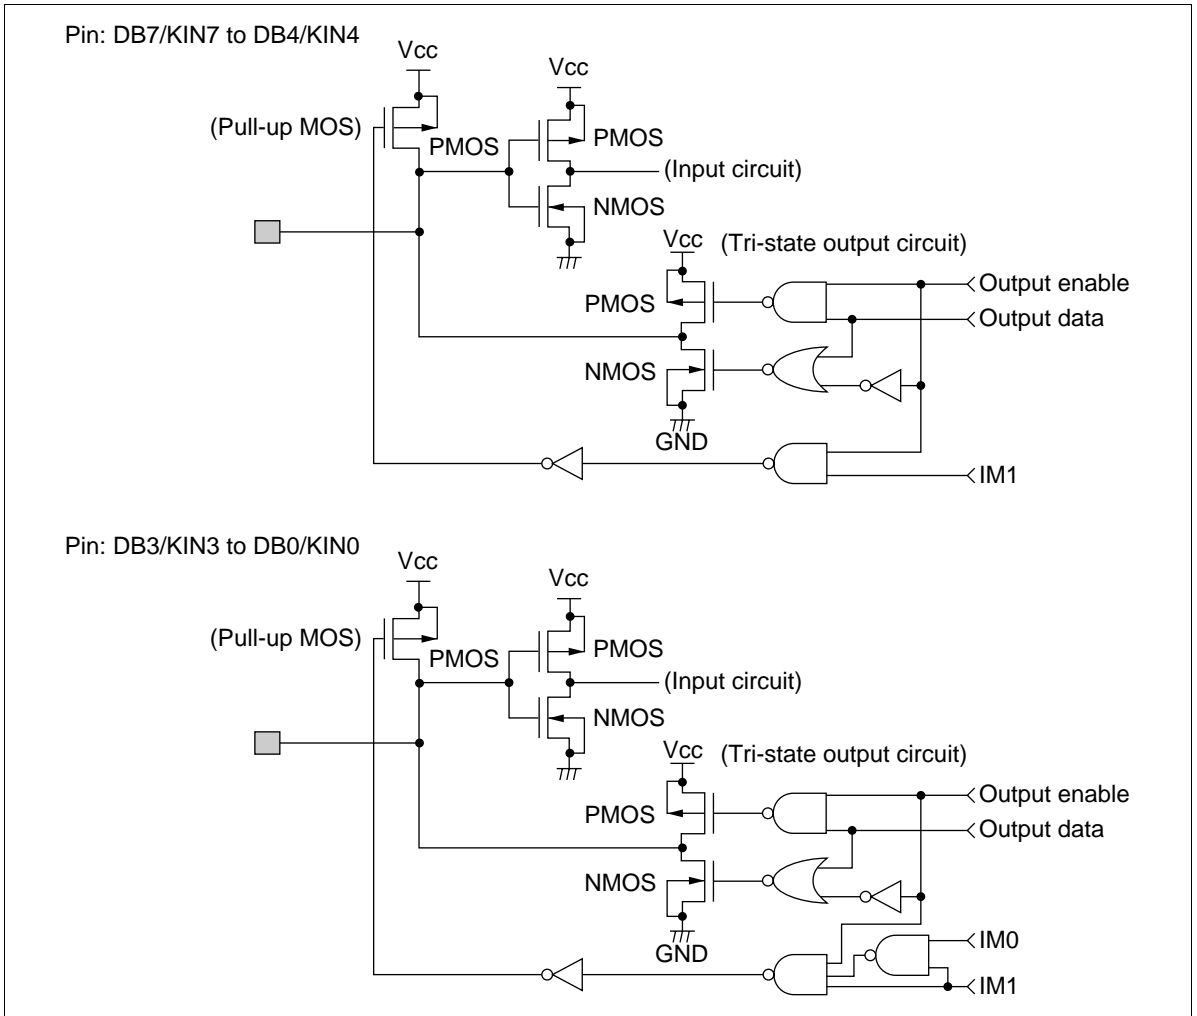 Pin: DB7/KIN7 to DB4/KIN4
Vcc
Vcc
(Pull-up MOS)
PMOS
PMOS
(Input circuit)
NMOS
Vcc
(Tri-state output circuit)
Output enable
PMOS
Output data
NMOS
GND
IM1
Pin: DB3/KIN3 to DB0/KIN0
Vcc
Vcc
(Pull-up MOS)
PMOS
PMOS
(Input circuit)
NMOS
Vcc
(Tri-state output circuit)
Output enable
PMOS
Output data
NMOS
IM0
GND
IM1